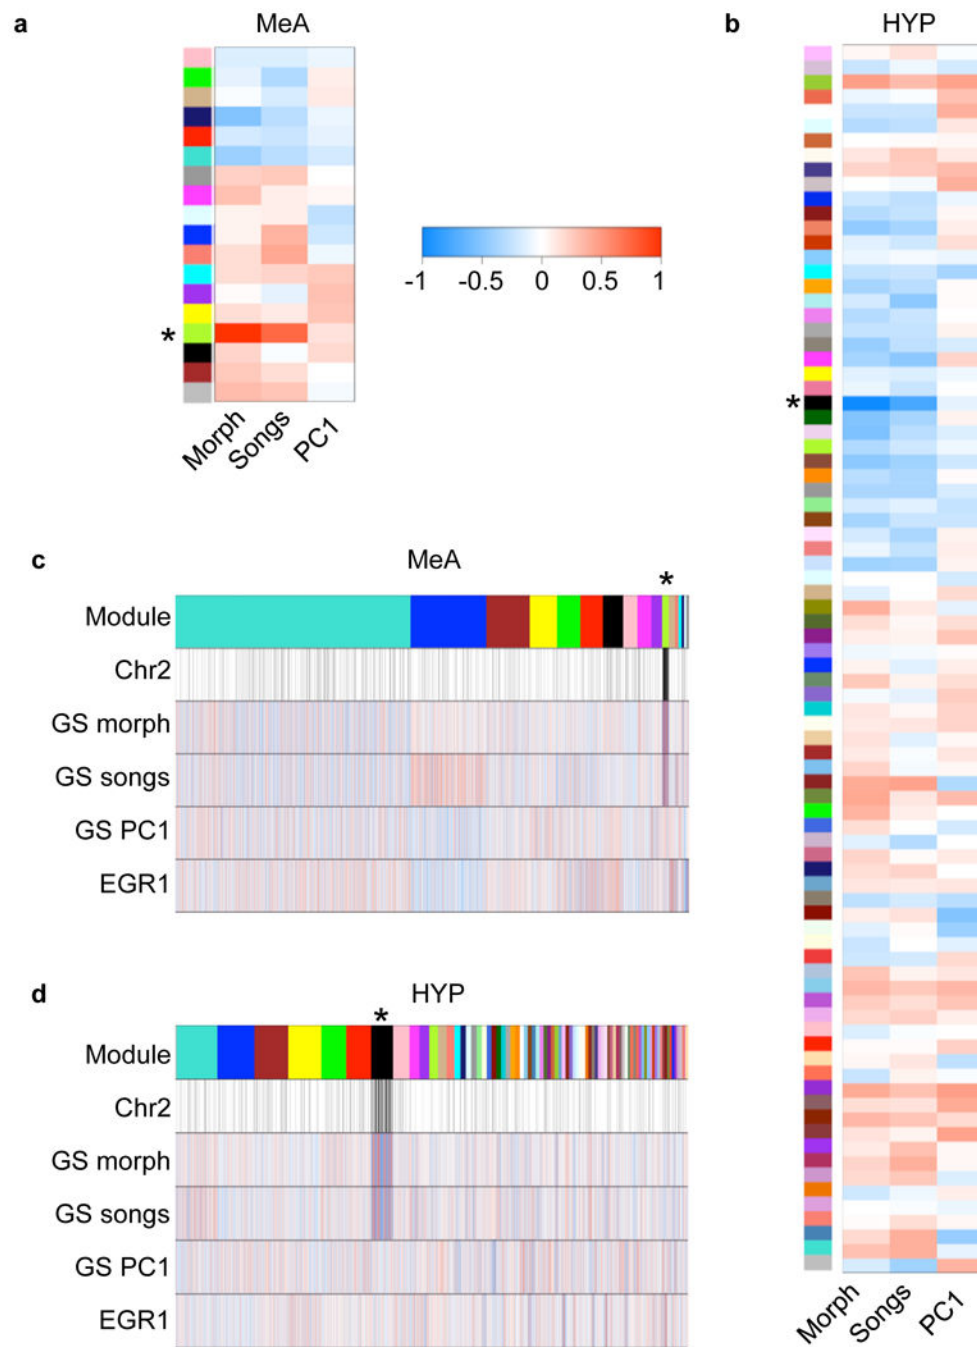 a
MeA
*
Morph
Songs
PC1
-1
-0.5
0
0.5
1
b
HYP
*
Morph
Songs
PC1
c
MeA
*
Module
Chr2
GS morph
GS songs
GS PC1
EGR1
d
HYP
*
Module
Chr2
GS morph
GS songs
GS PC1
EGR1